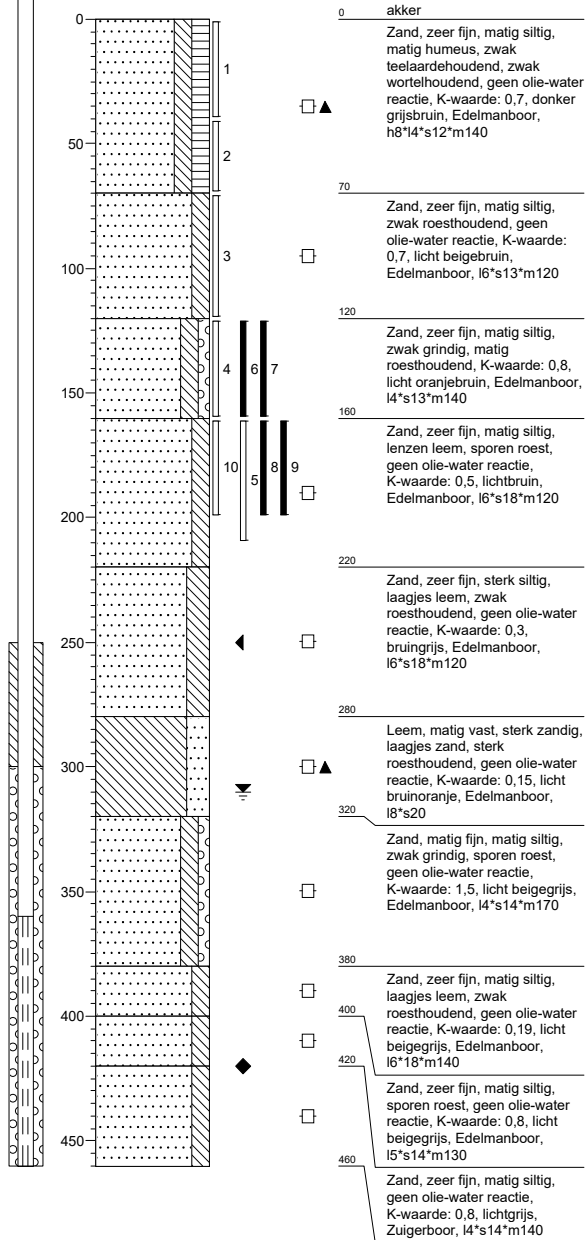 0
akker
0
Zand, zeer fijn, matig siltig,
matig humeus, zwak
teelaardehoudend, zwak
wortelhoudend, geen olie-water
reactie, K-waarde: 0,7, donker
grijsbruin, Edelmanboor,
h8*l4*s12*m140
1
50
2
70
Zand, zeer fijn, matig siltig,
zwak roesthoudend, geen
olie-water reactie, K-waarde:
0,7, licht beigebruin,
Edelmanboor, l6*s13*m120
3
100
120
Zand, zeer fijn, matig siltig,
zwak grindig, matig
roesthoudend, K-waarde: 0,8,
licht oranjebruin, Edelmanboor,
l4*s13*m140
4 6 7
150
160
Zand, zeer fijn, matig siltig,
lenzen leem, sporen roest,
geen olie-water reactie,
K-waarde: 0,5, lichtbruin,
Edelmanboor, l6*s18*m120
10 5 8 9
200
220
Zand, zeer fijn, sterk siltig,
laagjes leem, zwak
roesthoudend, geen olie-water
reactie, K-waarde: 0,3,
bruingrijs, Edelmanboor,
l6*s18*m120
250
280
Leem, matig vast, sterk zandig,
laagjes zand, sterk
roesthoudend, geen olie-water
reactie, K-waarde: 0,15, licht
bruinoranje, Edelmanboor,
l8*s20
300
320
Zand, matig fijn, matig siltig,
zwak grindig, sporen roest,
geen olie-water reactie,
K-waarde: 1,5, licht beigegrijs,
Edelmanboor, l4*s14*m170
350
380
Zand, zeer fijn, matig siltig,
laagjes leem, zwak
roesthoudend, geen olie-water
reactie, K-waarde: 0,19, licht
beigegrijs, Edelmanboor,
l6*18*m140
400
400
Zand, zeer fijn, matig siltig,
sporen roest, geen olie-water
reactie, K-waarde: 0,8, licht
beigegrijs, Edelmanboor,
l5*s14*m130
420
450
460
Zand, zeer fijn, matig siltig,
geen olie-water reactie,
K-waarde: 0,8, lichtgrijs,
Zuigerboor, l4*s14*m140